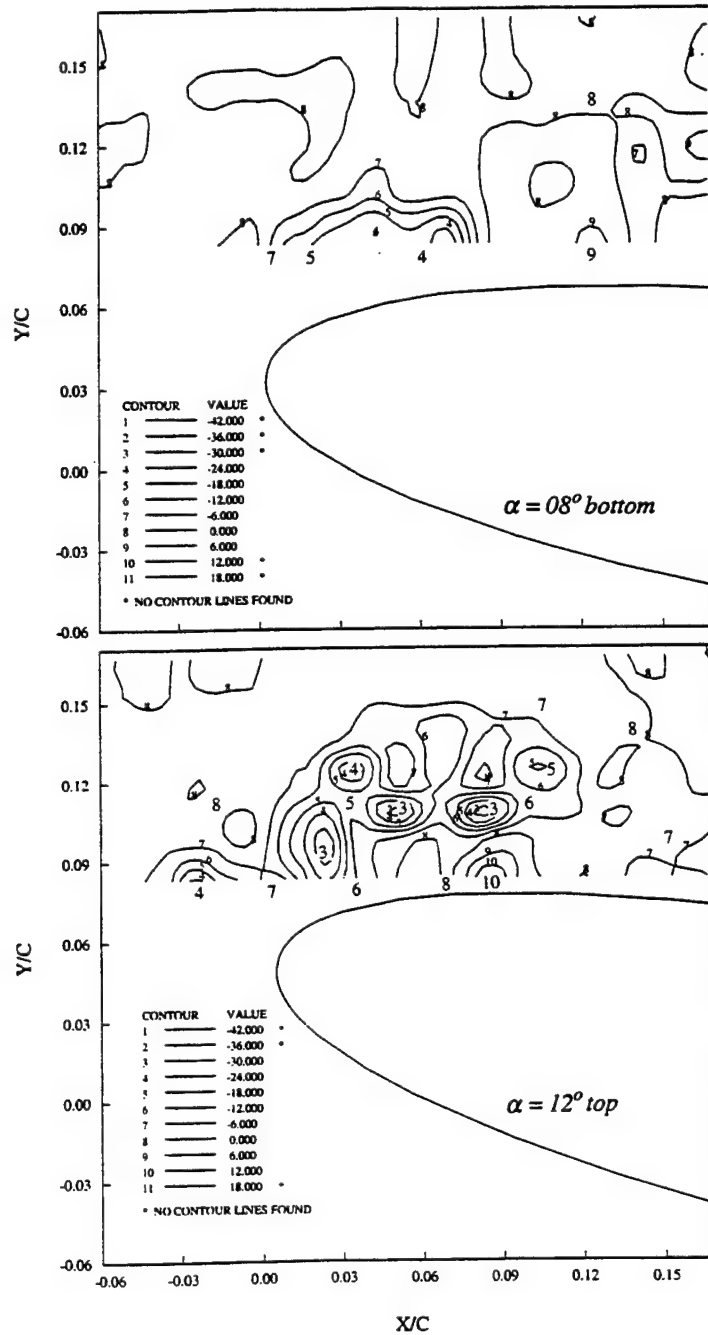 0.15
8
0.12
7
6
5
6
4
8
9
0.09
7 5 4 9
0.06
Y/C
0.03
CONTOUR VALUE
1 -42.000 *
2 -36.000 *
3 -30.000 *
4 -24.000
0.00
5 -18.000
6 -12.000
7 -6.000
8 0.000
9 6.000
10 12.000 *
11 18.000 *
* NO CONTOUR LINES FOUND
α = 08° bottom
-0.03
-0.06
0.15
7 7
8
4 5
0.12
5 3 3 6
8
7
3
9
10
0.09
4 7 6 8 10
0.06
Y/C
0.03
CONTOUR VALUE
1 -42.000 *
2 -36.000 *
3 -30.000
4 -24.000
5 -18.000
0.00
6 -12.000
7 -6.000
8 0.000
9 6.000
10 12.000
11 18.000 *
* NO CONTOUR LINES FOUND
α = 12° top
-0.03
-0.06
-0.06 -0.03 0.00 0.03 0.06 0.09 0.12 0.15
X/C